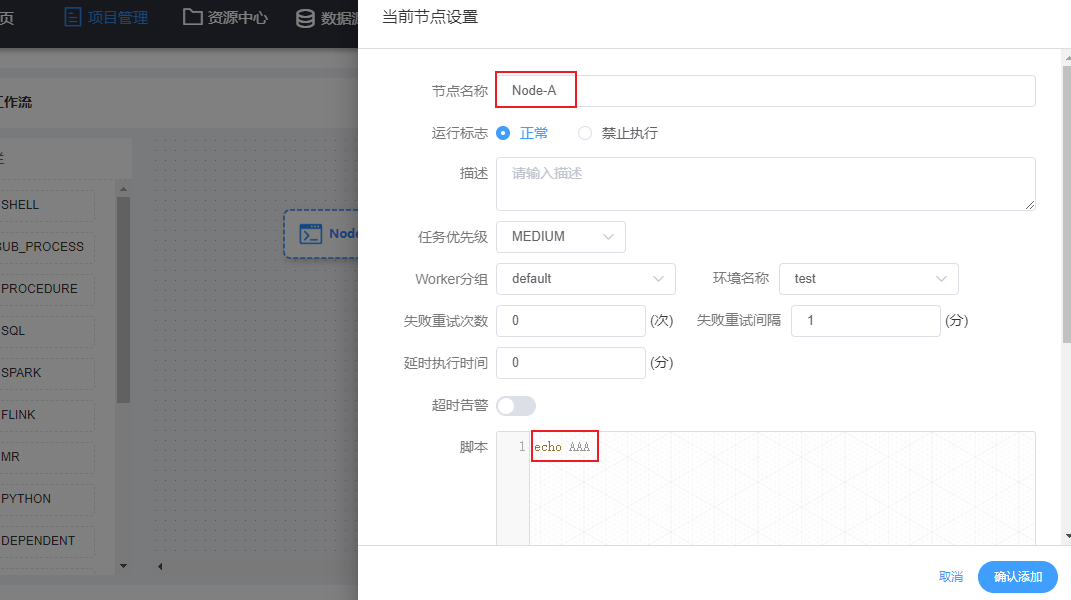 页 项目管理 资源中心 数据源
当前节点设置
工作流
节点名称 Node-A
运行标志 正常 禁止执行
描述 请输入描述
SHELL
任务优先级 MEDIUM
Node
SUB_PROCESS
Worker分组 default 环境名称 test
PROCEDURE
失败重试次数 0 (次) 失败重试间隔 1 (分)
SQL
延时执行时间 0 (分)
SPARK
超时告警
FLINK
脚本 1 echo AAA
MR
PYTHON
DEPENDENT
取消 确认添加